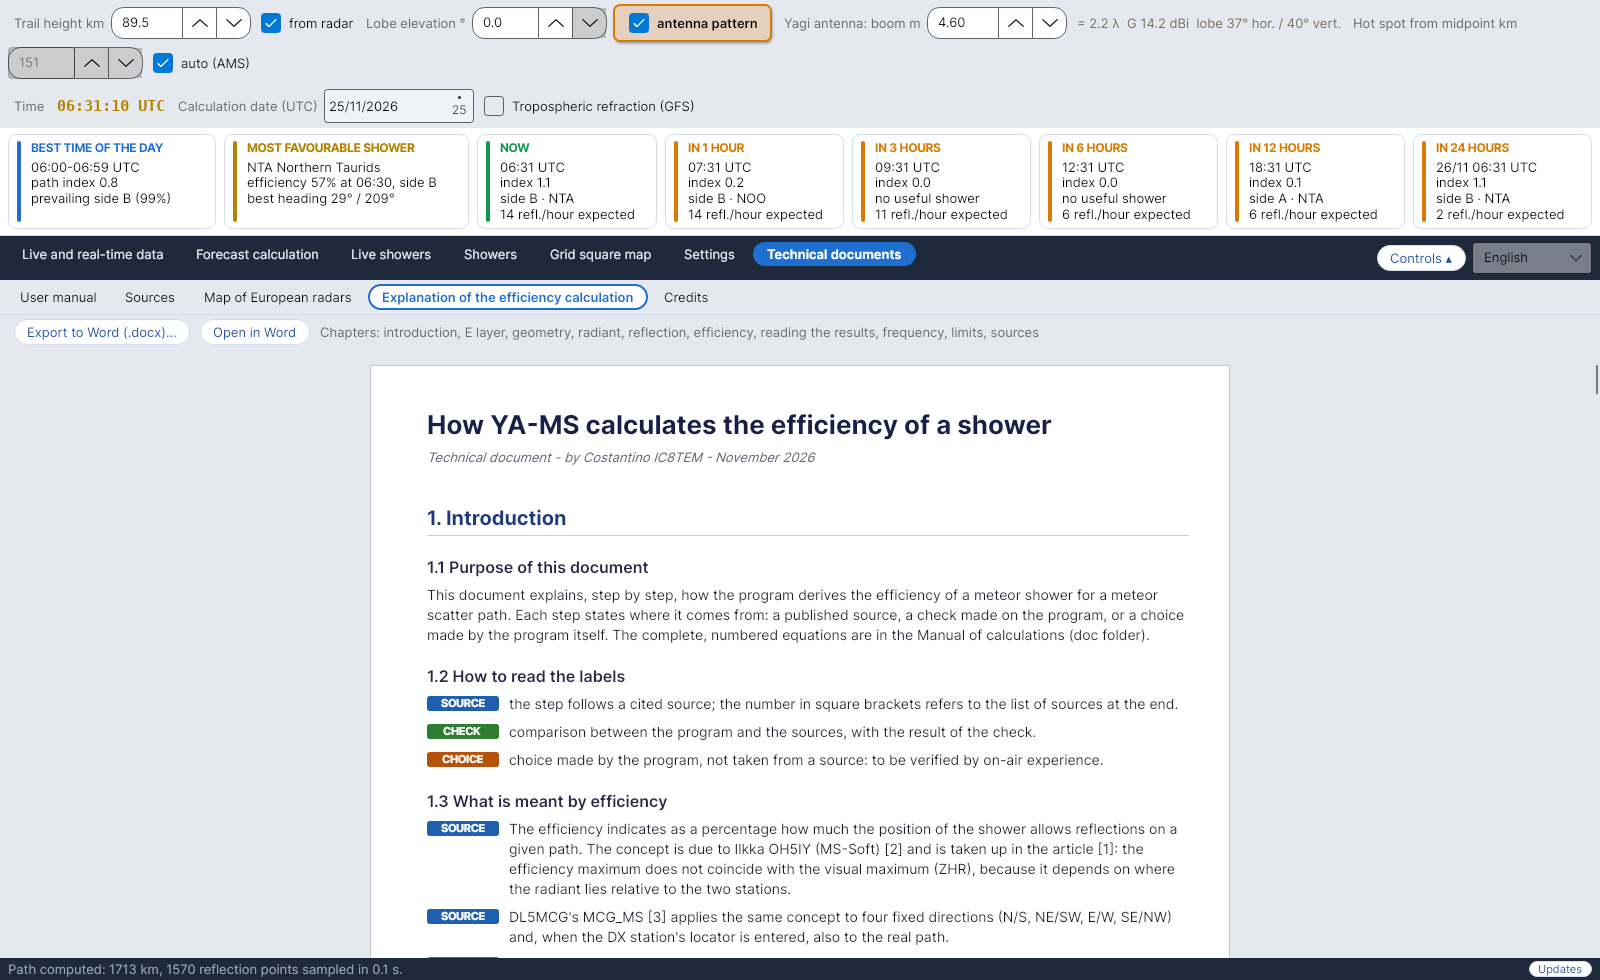 Trail height km 89.5 from radar Lobe elevation ° 0.0 antenna pattern Yagi antenna: boom m 4.60 = 2.2 λ G 14.2 dBi lobe 37° hor. / 40° vert. Hot spot from midpoint km
151 auto (AMS)
Time 06:31:10 UTC Calculation date (UTC) 25/11/2026 25 Tropospheric refraction (GFS)
BEST TIME OF THE DAY
06:00-06:59 UTC
path index 0.8
prevailing side B (99%)
MOST FAVOURABLE SHOWER
NTA Northern Taurids
efficiency 57% at 06:30, side B
best heading 29° / 209°
NOW
06:31 UTC
index 1.1
side B · NTA
14 refl./hour expected
IN 1 HOUR
07:31 UTC
index 0.2
side B · NOO
14 refl./hour expected
IN 3 HOURS
09:31 UTC
index 0.0
no useful shower
11 refl./hour expected
IN 6 HOURS
12:31 UTC
index 0.0
no useful shower
6 refl./hour expected
IN 12 HOURS
18:31 UTC
index 0.1
side A · NTA
6 refl./hour expected
IN 24 HOURS
26/11 06:31 UTC
index 1.1
side B · NTA
2 refl./hour expected
Live and real-time data Forecast calculation Live showers Showers Grid square map Settings Technical documents Controls ▴ English
User manual Sources Map of European radars Explanation of the efficiency calculation Credits
Export to Word (.docx)... Open in Word Chapters: introduction, E layer, geometry, radiant, reflection, efficiency, reading the results, frequency, limits, sources
How YA-MS calculates the efficiency of a shower
Technical document - by Costantino IC8TEM - November 2026
1. Introduction
1.1 Purpose of this document
This document explains, step by step, how the program derives the efficiency of a meteor shower for a meteor
scatter path. Each step states where it comes from: a published source, a check made on the program, or a choice
made by the program itself. The complete, numbered equations are in the Manual of calculations (doc folder).
1.2 How to read the labels
SOURCE the step follows a cited source; the number in square brackets refers to the list of sources at the end.
CHECK comparison between the program and the sources, with the result of the check.
CHOICE choice made by the program, not taken from a source: to be verified by on-air experience.
1.3 What is meant by efficiency
SOURCE The efficiency indicates as a percentage how much the position of the shower allows reflections on a
given path. The concept is due to Ilkka OH5IY (MS-Soft) [2] and is taken up in the article [1]: the
efficiency maximum does not coincide with the visual maximum (ZHR), because it depends on where
the radiant lies relative to the two stations.
SOURCE DL5MCG's MCG_MS [3] applies the same concept to four fixed directions (N/S, NE/SW, E/W, SE/NW)
and, when the DX station's locator is entered, also to the real path.
Path computed: 1713 km, 1570 reflection points sampled in 0.1 s. Updates